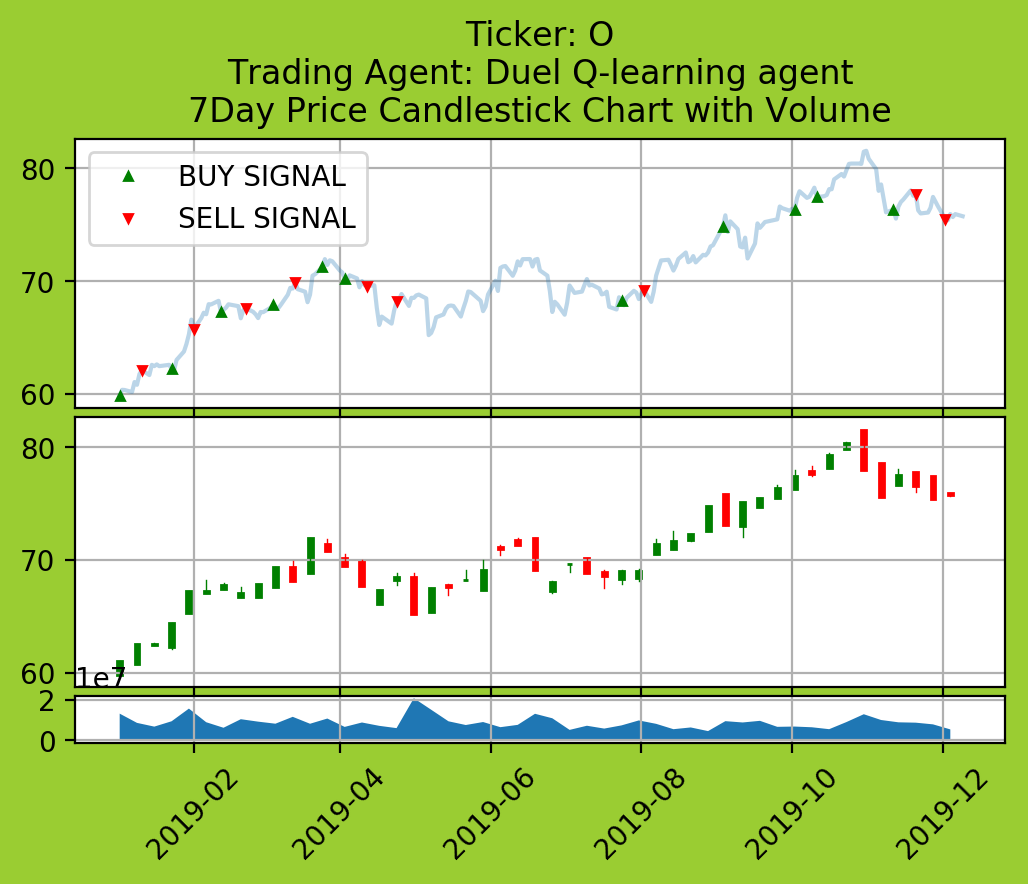 Ticker: O
Trading Agent: Duel Q-learning agent
7Day Price Candlestick Chart with Volume
BUY SIGNAL
SELL SIGNAL
80
70
60
80
70
60
1e7
2
0
2019-02
2019-04
2019-06
2019-08
2019-10
2019-12